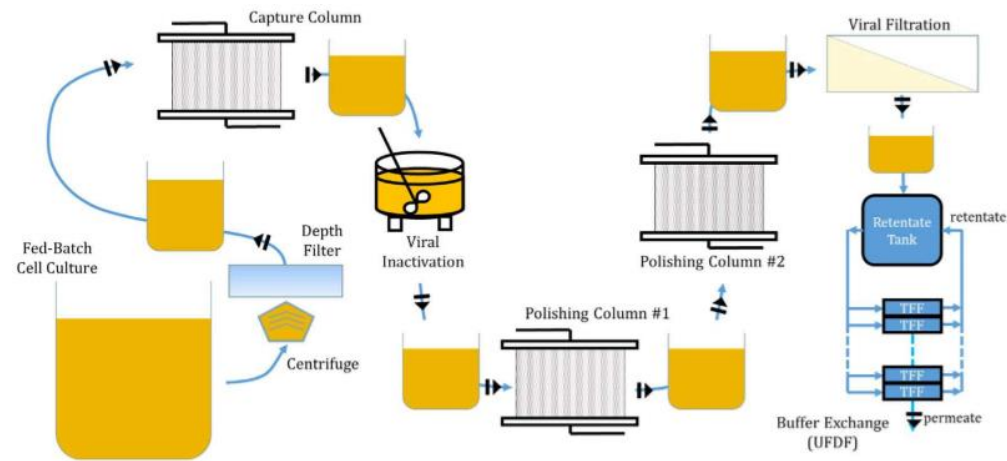 Capture Column
Viral Filtration
Fed-Batch
Cell Culture
Depth
Filter
Centrifuge
Viral
Inactivation
Polishing Column #1
Polishing Column #2
Retentate
Tank
retentate
TFF
TFF
TFF
TFF
permeate
Buffer Exchange
(UFDF)